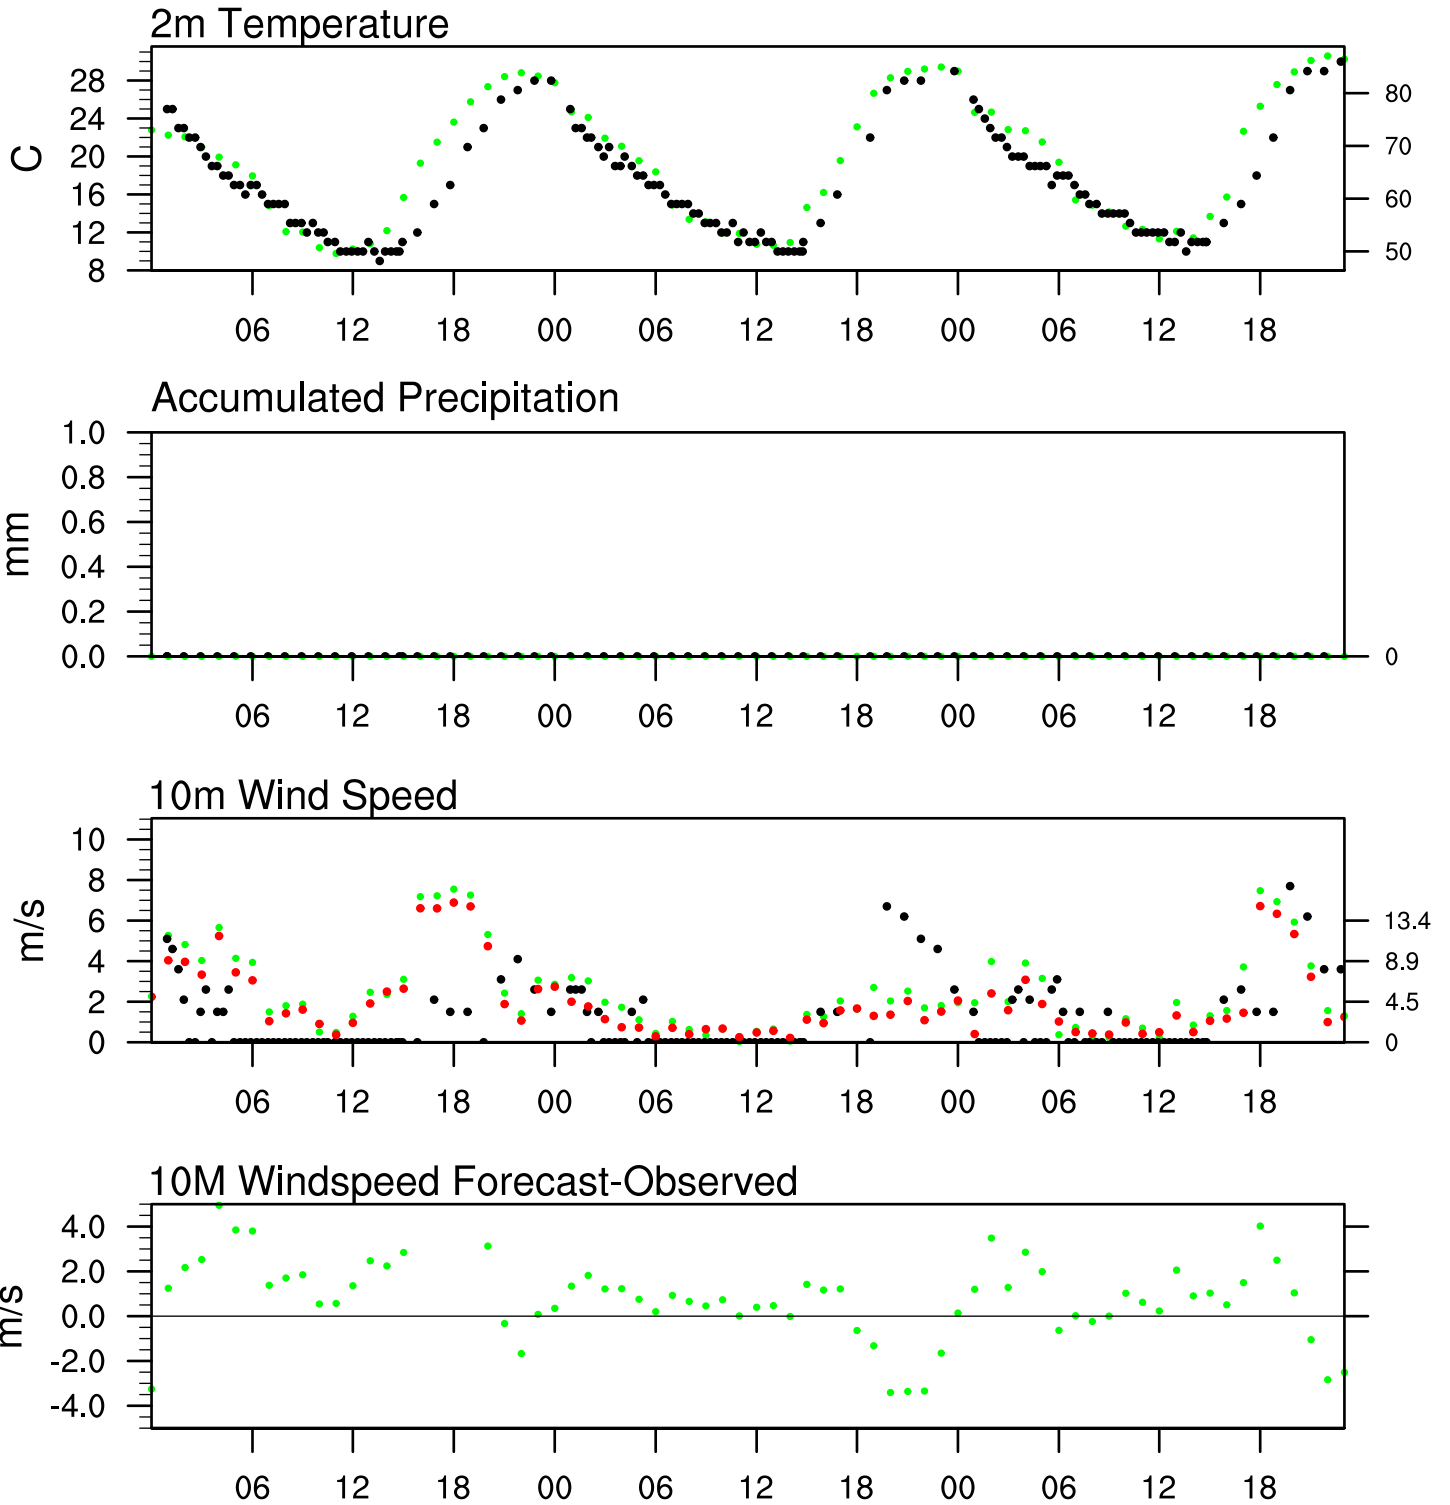 2m Temperature
C
28
24
20
16
12
8
80
70
60
50
06 12 18 00 06 12 18 00 06 12 18
Accumulated Precipitation
mm
1.0
0.8
0.6
0.4
0.2
0.0
0
06 12 18 00 06 12 18 00 06 12 18
10m Wind Speed
m/s
10
8
6
4
2
0
13.4
8.9
4.5
0
06 12 18 00 06 12 18 00 06 12 18
10M Windspeed Forecast-Observed
m/s
4.0
2.0
0.0
-2.0
-4.0
06 12 18 00 06 12 18 00 06 12 18